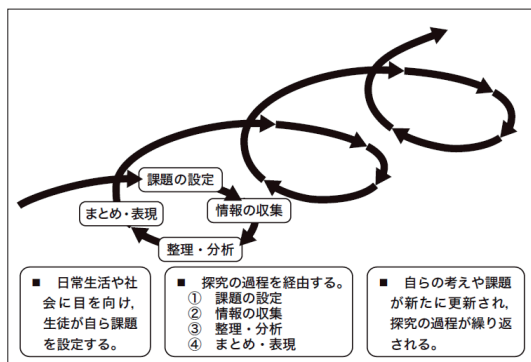 課題の設定
まとめ・表現
情報の収集
整理・分析
■ 日常生活や社
会に目を向け,
生徒が自ら課題
を設定する。
■ 探究の過程を経由する。
① 課題の設定
② 情報の収集
③ 整理・分析
④ まとめ・表現
■ 自らの考えや課題
が新たに更新され,
探究の過程が繰り返
される。